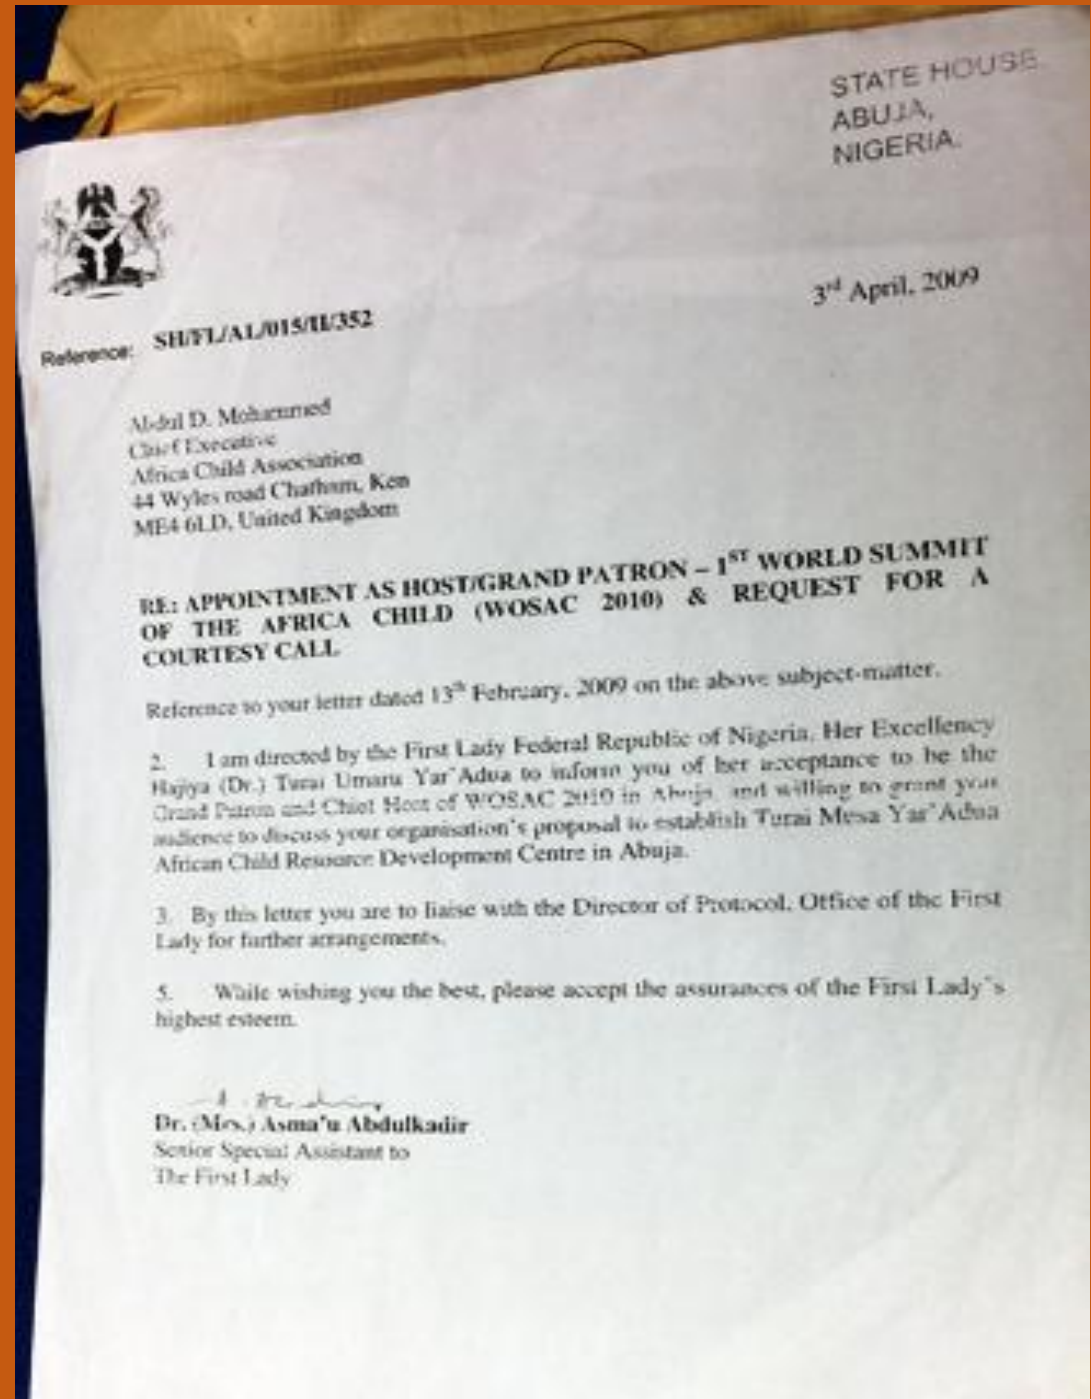 STATE HOUSE
ABUJA,
NIGERIA.
3rd April, 2009
Reference: SH/FL/AL/015/II/352
Abdul D. Mohammed
Chief Executive
Africa Child Association
44 Wyles road Chatham, Ken
ME4 6LD, United Kingdom
RE: APPOINTMENT AS HOST/GRAND PATRON – 1ST WORLD SUMMIT
OF THE AFRICA CHILD (WOSAC 2010) & REQUEST FOR A
COURTESY CALL
Reference to your letter dated 13th February, 2009 on the above subject-matter.
2. I am directed by the First Lady Federal Republic of Nigeria, Her Excellency
Hajiya (Dr.) Turai Umaru Yar'Adua to inform you of her acceptance to be the
Grand Patron and Chief Host of WOSAC 2010 in Abuja and willing to grant your
audience to discuss your organisation's proposal to establish Turai Musa Yar'Adua
African Child Resource Development Centre in Abuja.
3. By this letter you are to liaise with the Director of Protocol, Office of the First
Lady for further arrangements.
5. While wishing you the best, please accept the assurances of the First Lady's
highest esteem.
Dr. (Mrs.) Asma'u Abdulkadir
Senior Special Assistant to
The First Lady